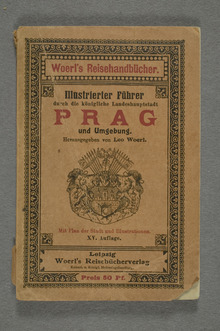 Woerl's Reisehandbücher.
Illustrierter Führer
durch die königliche Landeshauptstadt
PRAG
und Umgebung.
Herausgegeben von Leo Woerl.
Mit Plan der Stadt und Illustrationen.
XV. Auflage.
Leipzig
Woerl's Reisebücherverlag
Preis 50 Pf.